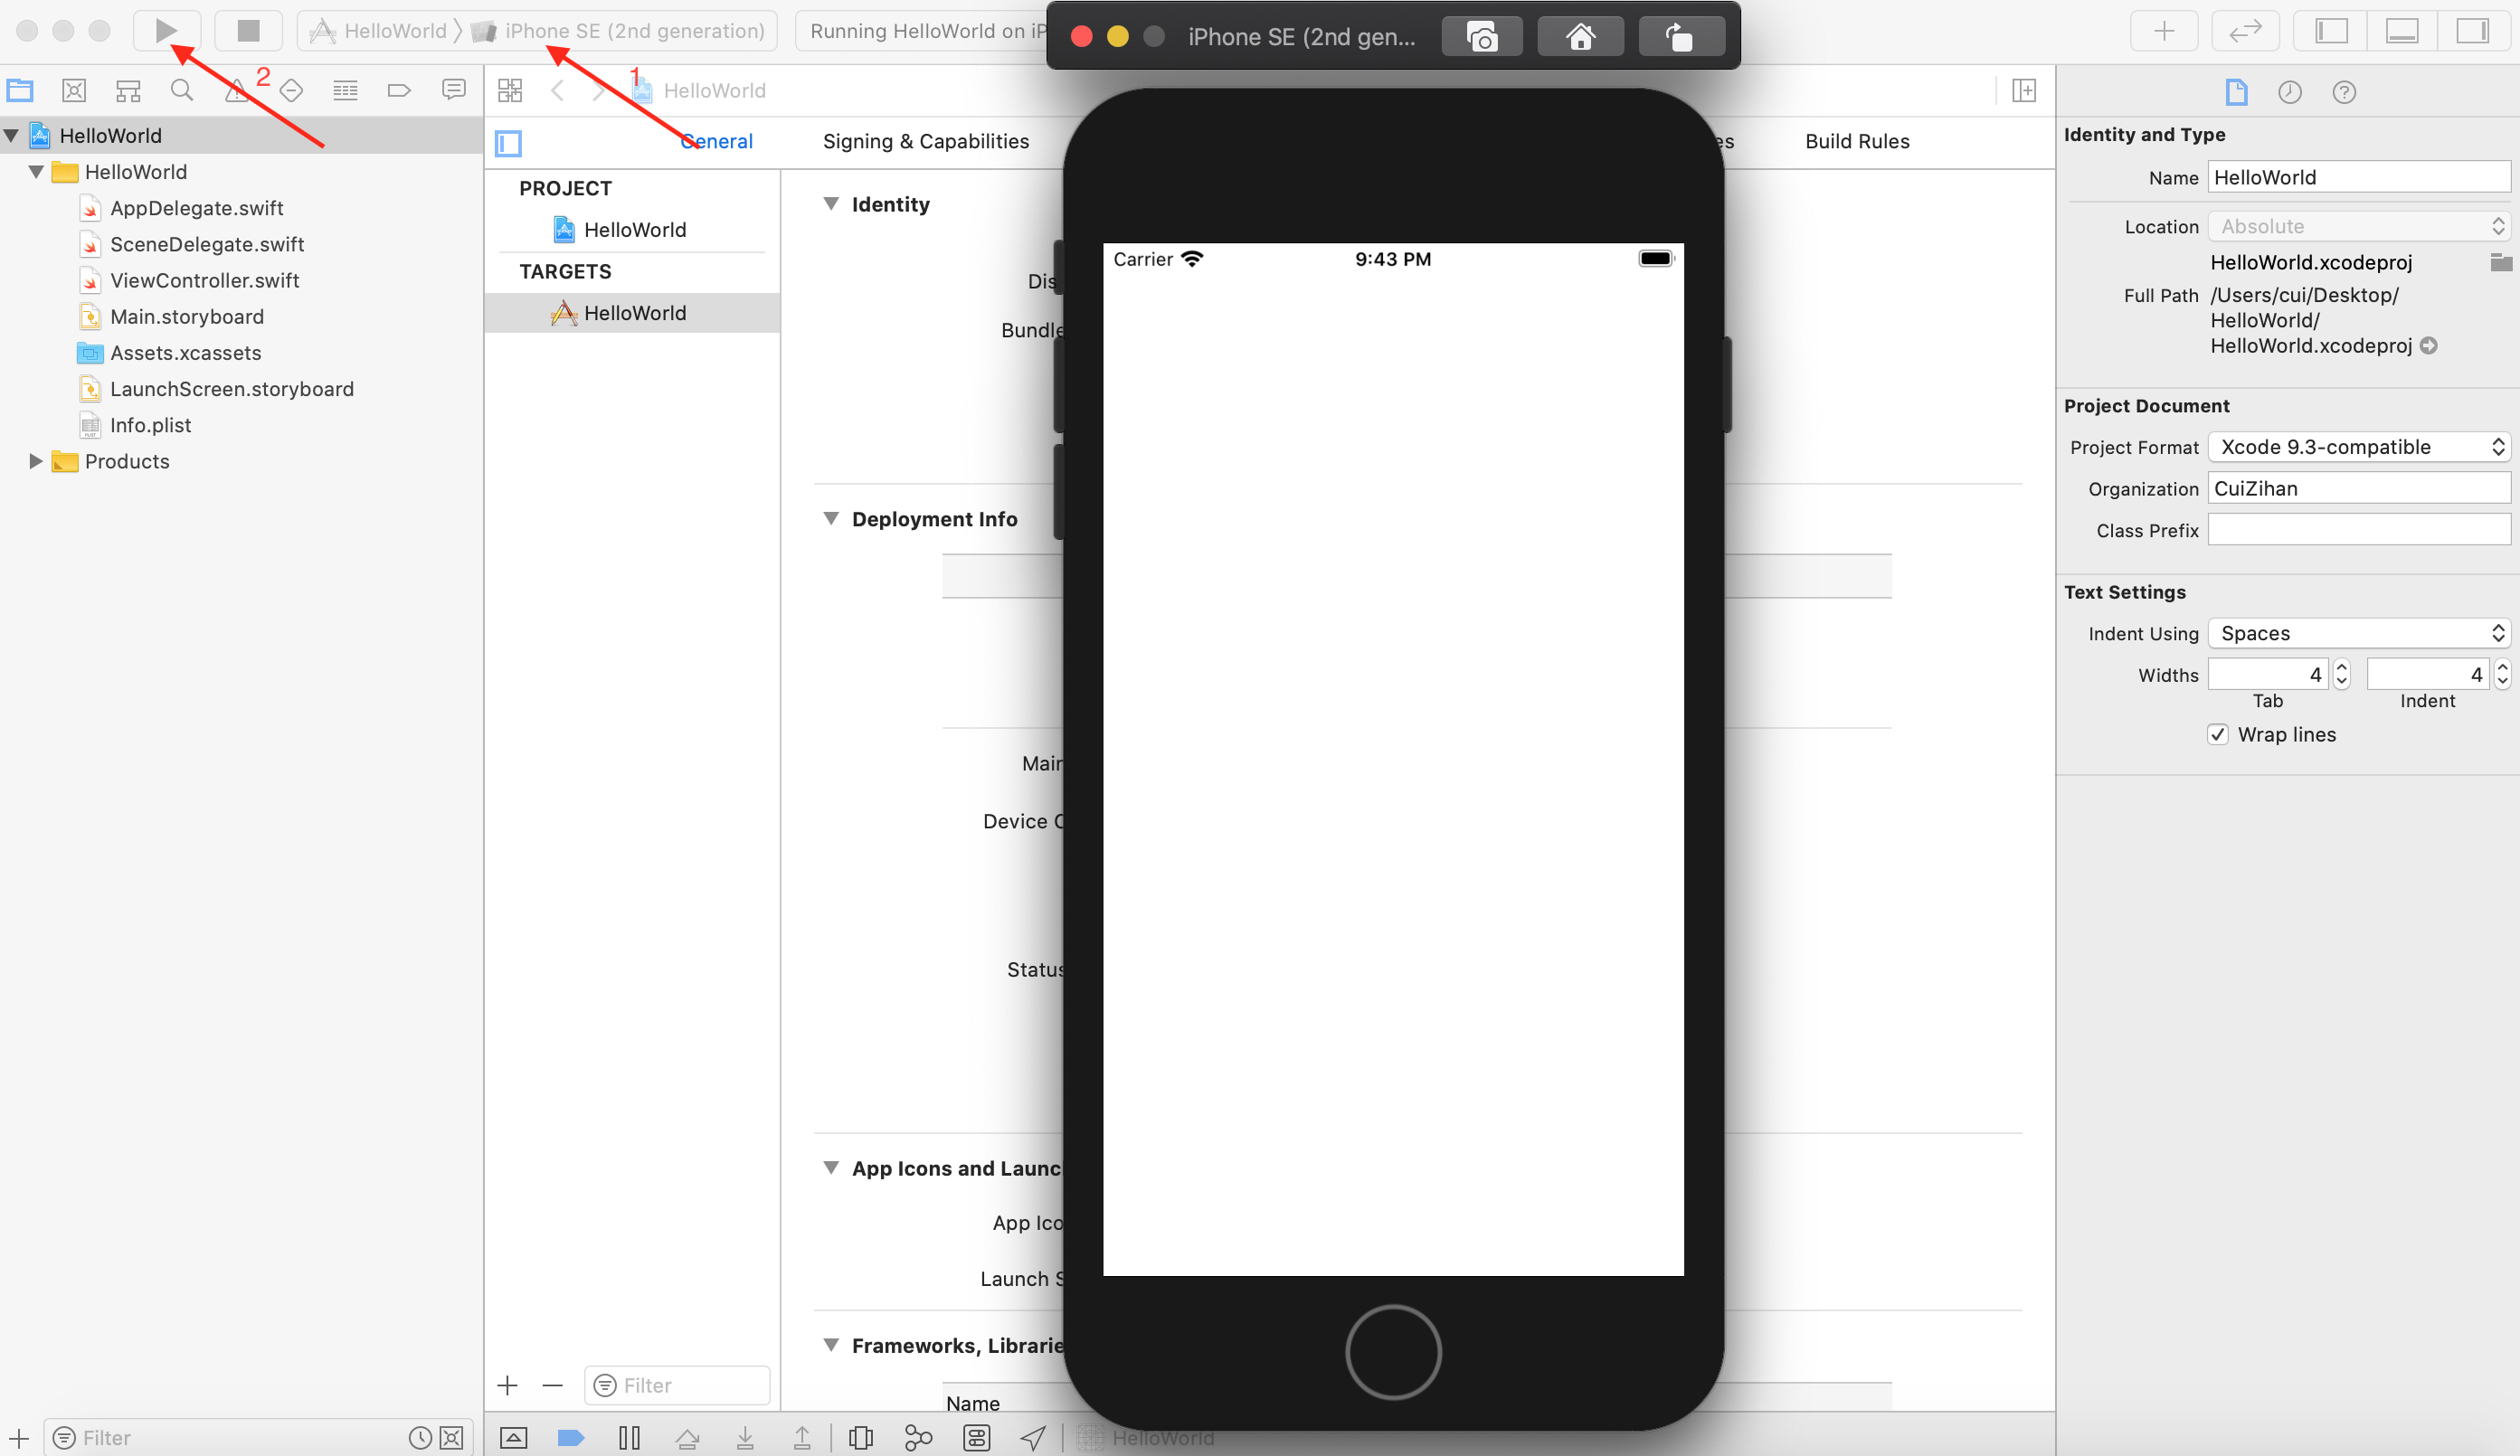 HelloWorld 〉 iPhone SE (2nd generation)
Running HelloWorld on iP
iPhone SE (2nd gen...
2
1
HelloWorld
HelloWorld
HelloWorld
AppDelegate.swift
SceneDelegate.swift
ViewController.swift
Main.storyboard
Assets.xcassets
LaunchScreen.storyboard
Info.plist
Products
Filter
General
Signing & Capabilities
es
Build Rules
PROJECT
HelloWorld
TARGETS
HelloWorld
Filter
Identity
Dis
Bundle
Deployment Info
Main
Device O
Status
App Icons and Launc
App Ico
Launch S
Frameworks, Librarie
Name
HelloWorld
Carrier
9:43 PM
Identity and Type
Name HelloWorld
Location Absolute
HelloWorld.xcodeproj
Full Path /Users/cui/Desktop/
HelloWorld/
HelloWorld.xcodeproj
Project Document
Project Format Xcode 9.3-compatible
Organization CuiZihan
Class Prefix
Text Settings
Indent Using Spaces
Widths 4 4
Tab Indent
Wrap lines